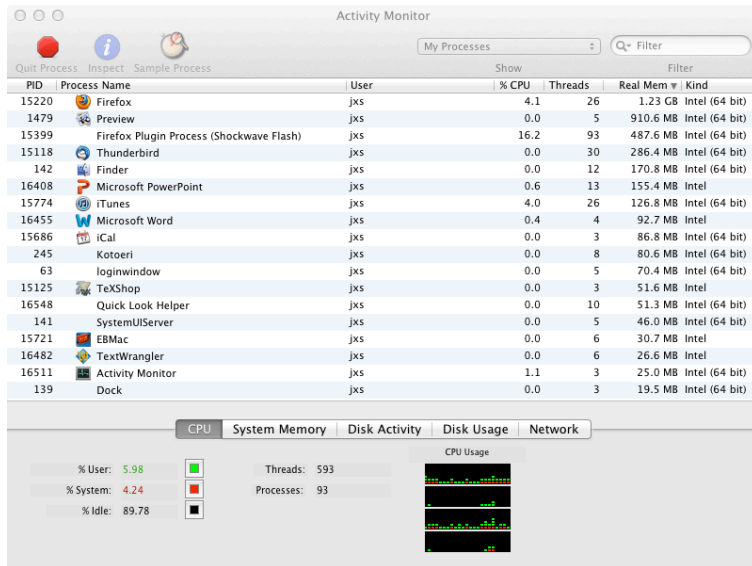 Activity Monitor
My Processes
Filter
Quit Process Inspect Sample Process Show Filter
PID Process Name User % CPU Threads Real Mem Kind
15220 Firefox jxs 4.1 26 1.23 GB Intel (64 bit)
1479 Preview jxs 0.0 5 910.6 MB Intel (64 bit)
15399 Firefox Plugin Process (Shockwave Flash) jxs 16.2 93 487.6 MB Intel (64 bit)
15118 Thunderbird jxs 0.0 30 286.4 MB Intel (64 bit)
142 Finder jxs 0.0 12 170.8 MB Intel (64 bit)
16408 Microsoft PowerPoint jxs 0.6 13 155.4 MB Intel
15774 iTunes jxs 4.0 26 126.8 MB Intel (64 bit)
16455 Microsoft Word jxs 0.4 4 92.7 MB Intel
15686 iCal jxs 0.0 3 86.8 MB Intel (64 bit)
245 Kotoeri jxs 0.0 8 80.6 MB Intel (64 bit)
63 loginwindow jxs 0.0 5 70.4 MB Intel (64 bit)
15125 TeXShop jxs 0.0 3 51.6 MB Intel
16548 Quick Look Helper jxs 0.0 10 51.3 MB Intel (64 bit)
141 SystemUIServer jxs 0.0 5 46.0 MB Intel (64 bit)
15721 EBMac jxs 0.0 6 30.7 MB Intel
16482 TextWrangler jxs 0.0 6 26.6 MB Intel
16511 Activity Monitor jxs 1.1 3 25.0 MB Intel (64 bit)
139 Dock jxs 0.0 3 19.5 MB Intel (64 bit)
CPU System Memory Disk Activity Disk Usage Network
CPU Usage
% User: 5.98 Threads: 593
% System: 4.24 Processes: 93
% Idle: 89.78